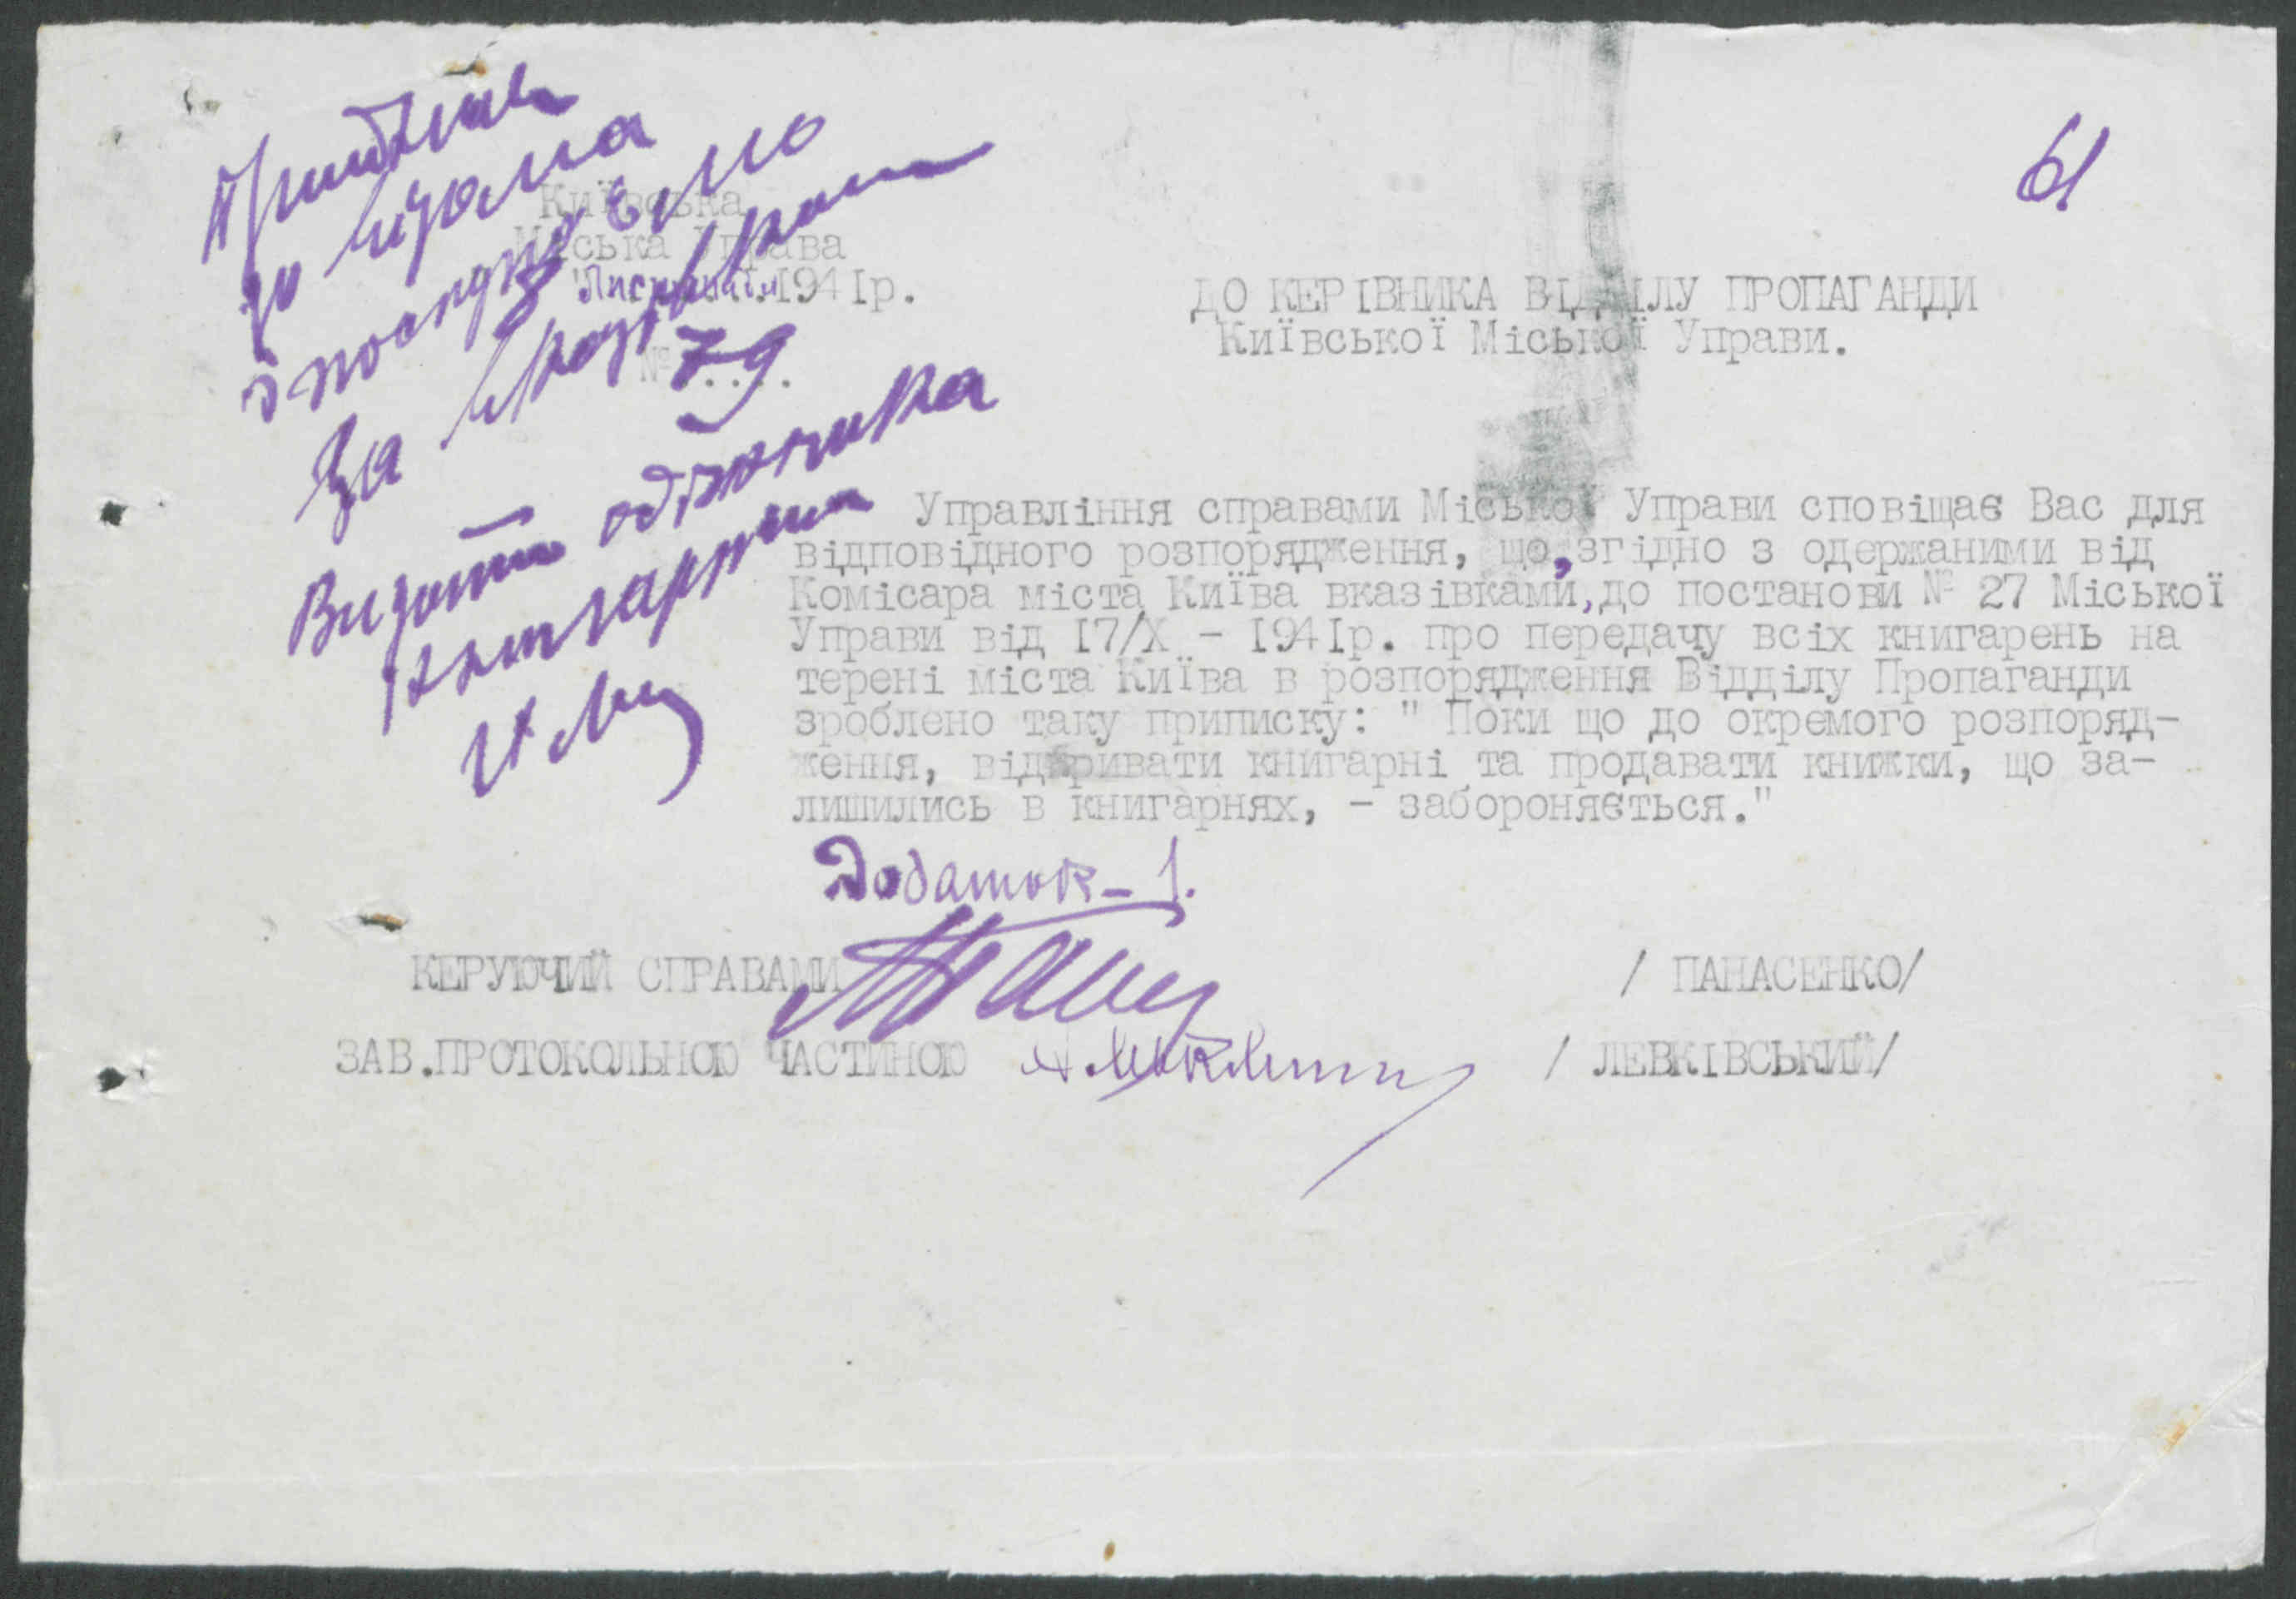 61
Київська
Міська Управа
"Листопада" 1941р.
№ 79
ДО КЕРІВНИКА ВІДДІЛУ ПРОПАГАНДИ
Київської Міської Управи.
За
Видати
Управління справами Міської Управи сповіщає Вас для
відповідного розпорядження, що, згідно з одержаними від
Комісара міста Київа вказівками, до постанови № 27 Міської
Управи від 17/X - 1941р. про передачу всіх книгарень на
терені міста Київа в розпорядження Відділу Пропаганди
зроблено таку приписку: " Поки що до окремого розпоряд-
ження, відкривати книгарні та продавати книжки, що за-
лишились в книгарнях, - забороняється."
Додаток - 1.
КЕРУЮЧИЙ СПРАВАМИ / ПАНАСЕНКО/
ЗАВ.ПРОТОКОЛЬНОЮ ЧАСТИНОЮ / ЛЕВКІВСЬКИЙ/